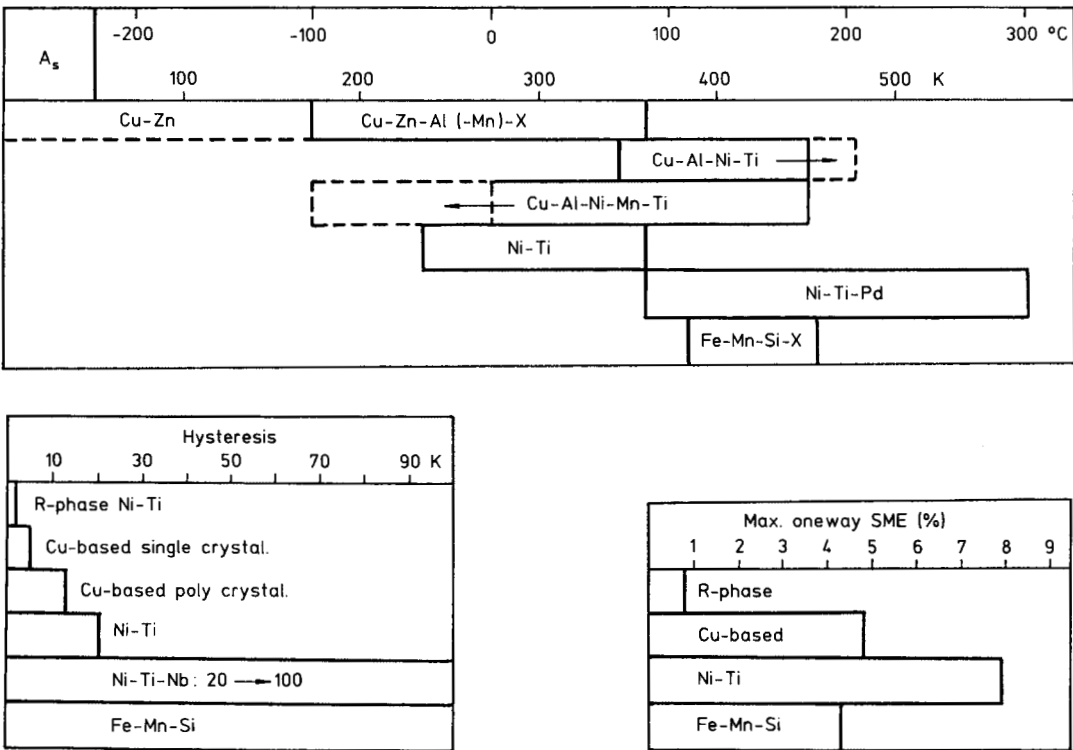 -200 -100 0 100 200 300 °C
As
100 200 300 400 500 K
Cu-Zn Cu-Zn-Al (-Mn)-X
Cu-Al-Ni-Ti
Cu-Al-Ni-Mn-Ti
Ni-Ti
Ni-Ti-Pd
Fe-Mn-Si-X
Hysteresis
10 30 50 70 90 K
R-phase Ni-Ti
Cu-based single crystal.
Cu-based poly crystal.
Ni-Ti
Ni-Ti-Nb: 20 → 100
Fe-Mn-Si
Max. oneway SME (%)
1 2 3 4 5 6 7 8 9
R-phase
Cu-based
Ni-Ti
Fe-Mn-Si